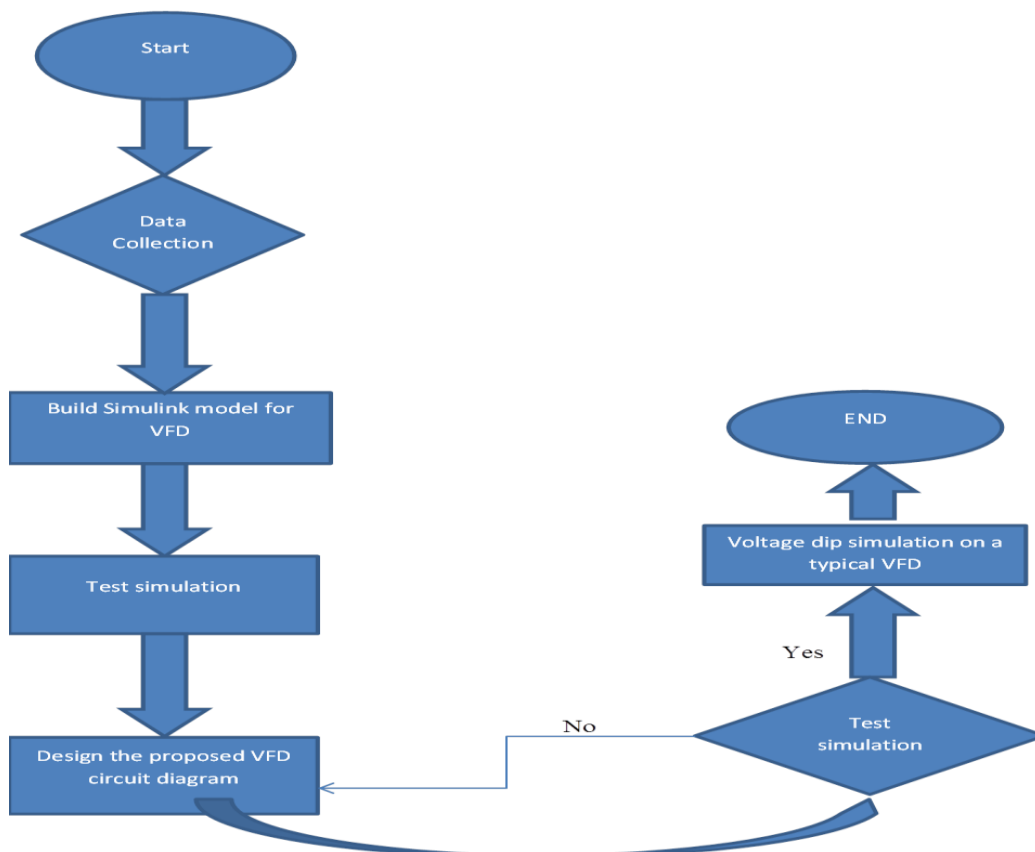 Start
Data
Collection
Build Simulink model for
VFD
Test simulation
Design the proposed VFD
circuit diagram
No
Test
simulation
Yes
Voltage dip simulation on a
typical VFD
END